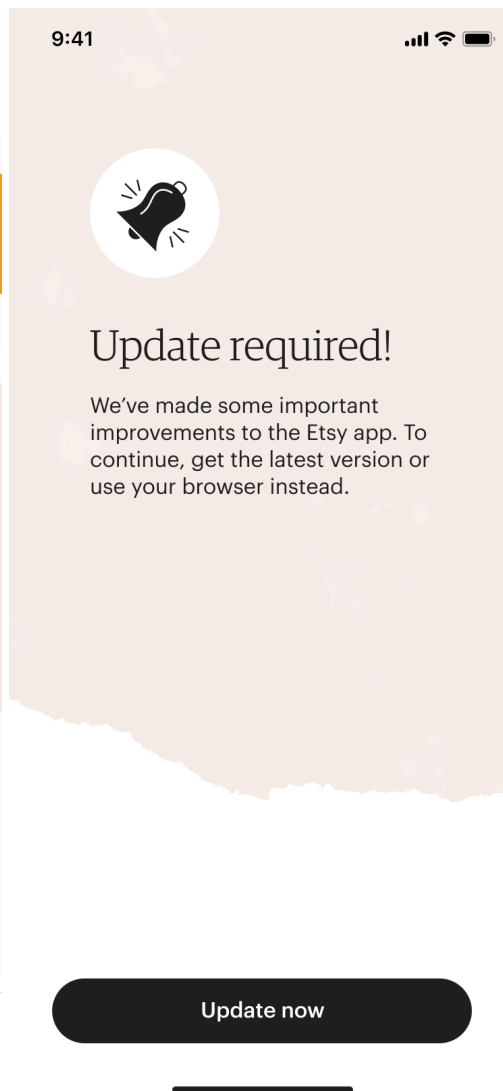 9:41
Update required!
We’ve made some important
improvements to the Etsy app. To
continue, get the latest version or
use your browser instead.
Update now